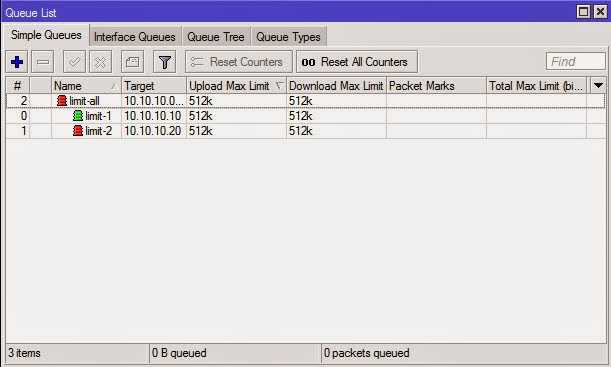 Queue List
Simple Queues Interface Queues Queue Tree Queue Types
Reset Counters 00 Reset All Counters Find
# Name Target Upload Max Limit Download Max Limit Packet Marks Total Max Limit (bi...
2 limit-all 10.10.10.0... 512k 512k
0 limit-1 10.10.10.10 512k 512k
1 limit-2 10.10.10.20 512k 512k
3 items 0 B queued 0 packets queued